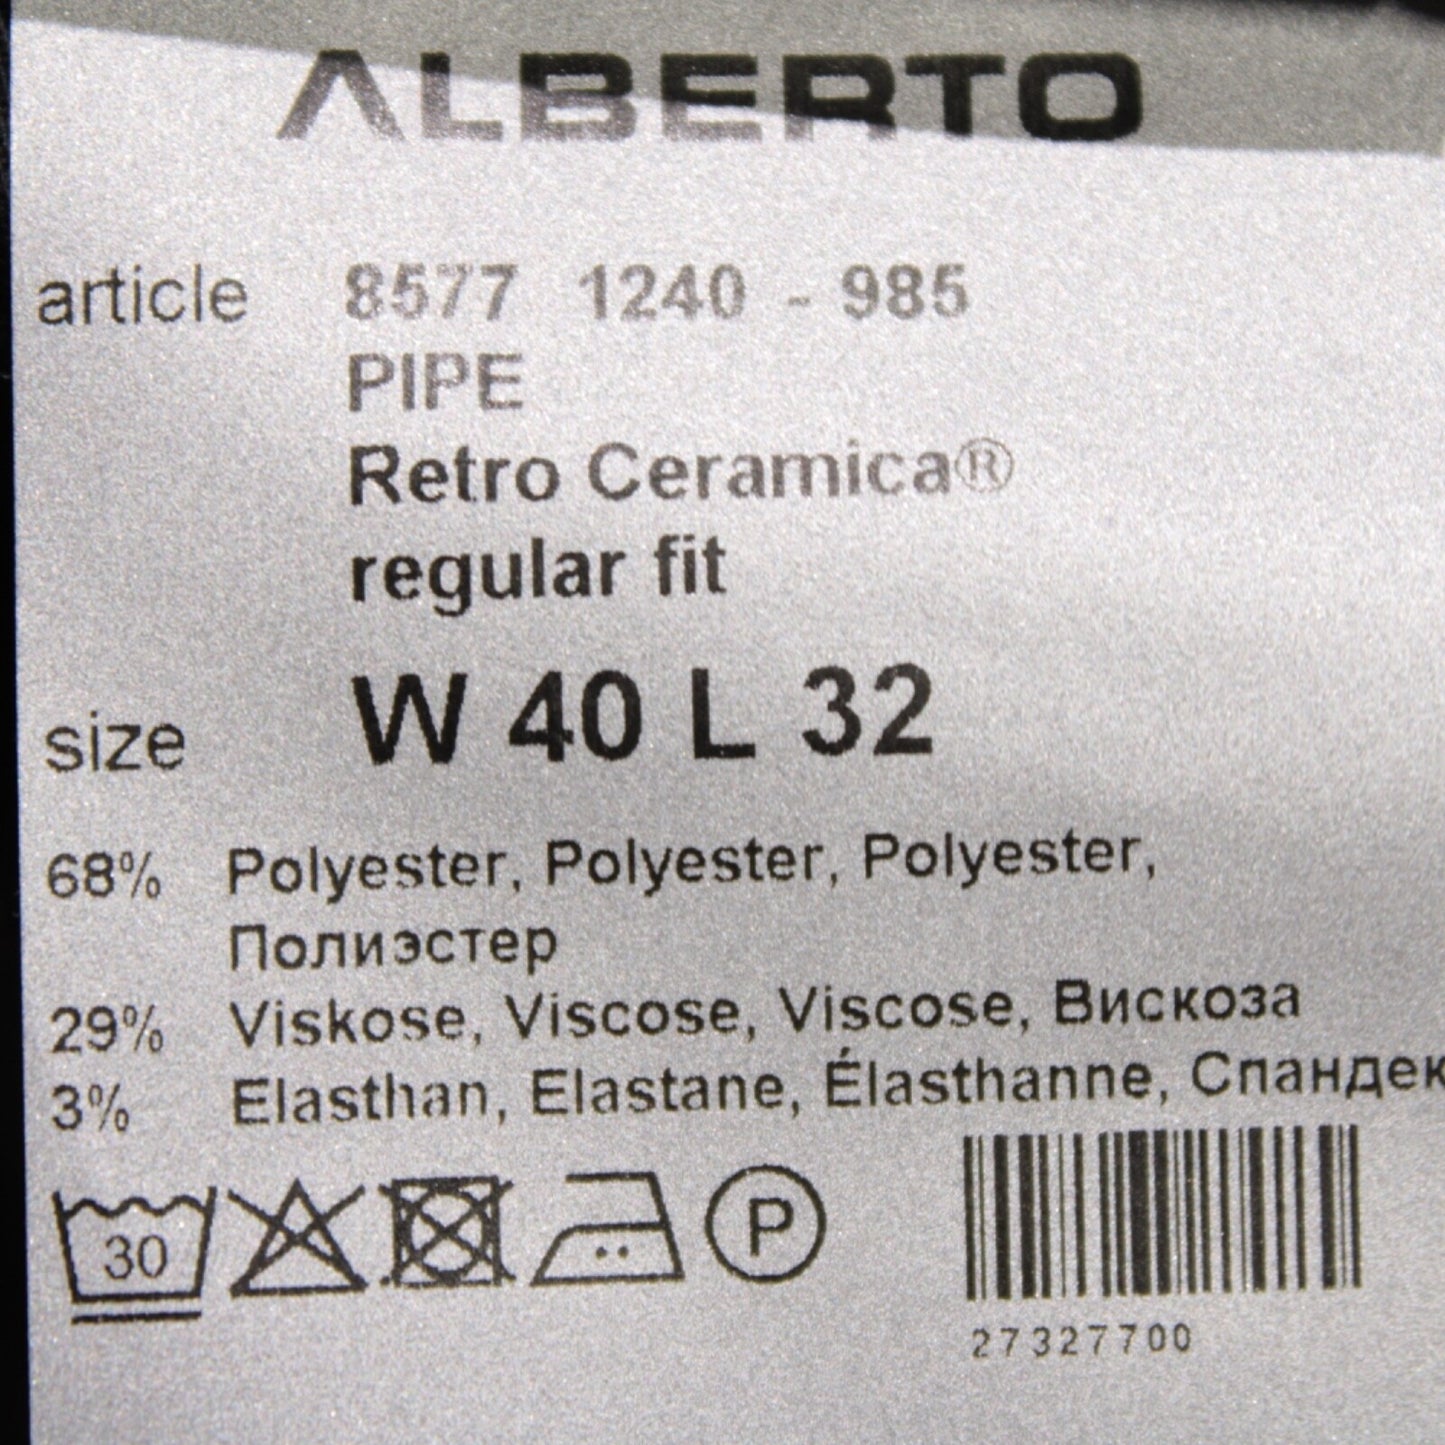 ALBERTO
article 8577 1240 - 985
PIPE
Retro Ceramica®
regular fit
size W 40 L 32
68% Polyester, Polyester, Polyester,
Полиэстер
29% Viskose, Viscose, Viscose, Вискоза
3% Elasthan, Elastane, Élasthanne, Спандек
30 P
27327700